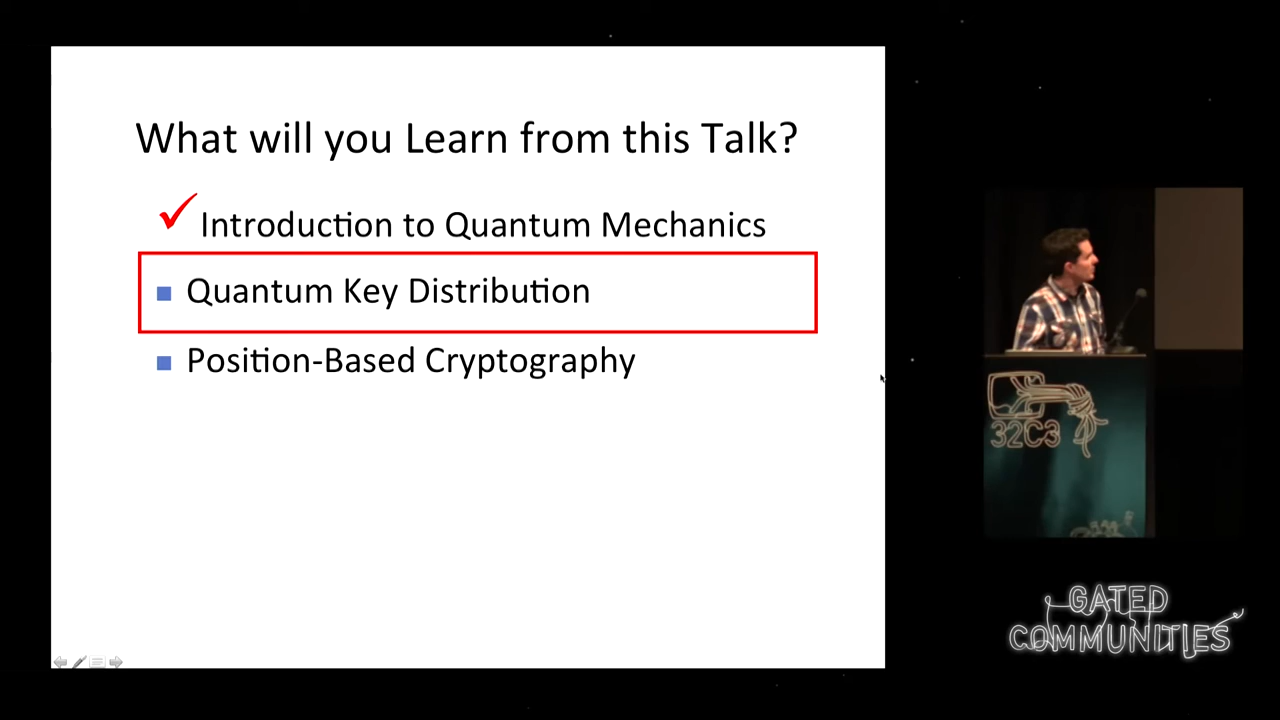 What will you Learn from this Talk?
Introduction to Quantum Mechanics
Quantum Key Distribution
Position-Based Cryptography
32C3
GATED
COMMUNITIES